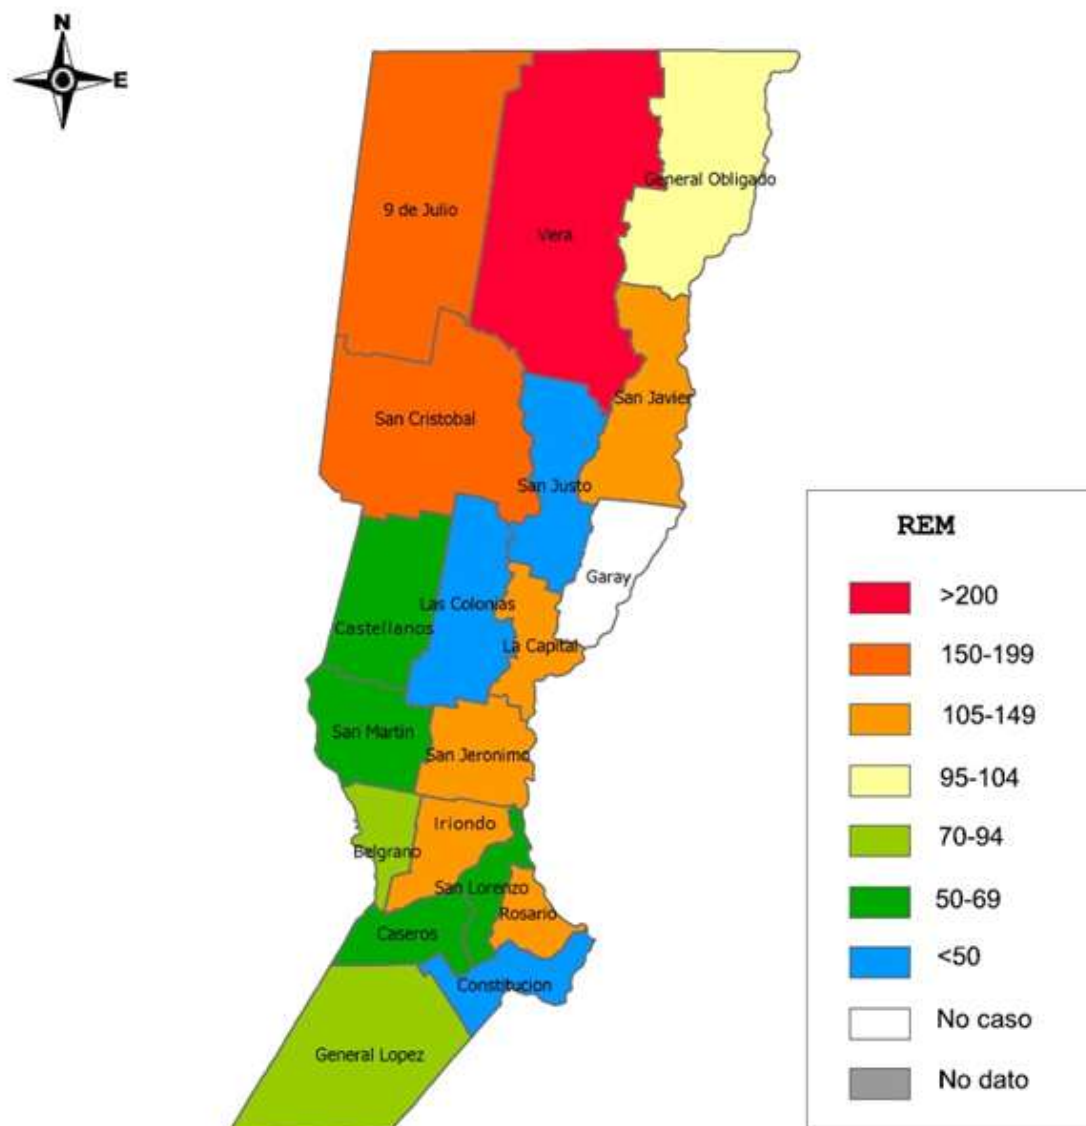 N
E
General Obligado
9 de Julio
Vera
San Javier
San Cristobal
San Justo
REM
Garay
>200
Las Colonias
Castellanos
La Capital
150-199
105-149
San Martin
San Jeronimo
95-104
Iriondo
70-94
Belgrano
San Lorenzo
50-69
Rosario
Caseros
<50
Constitucion
No caso
General Lopez
No dato